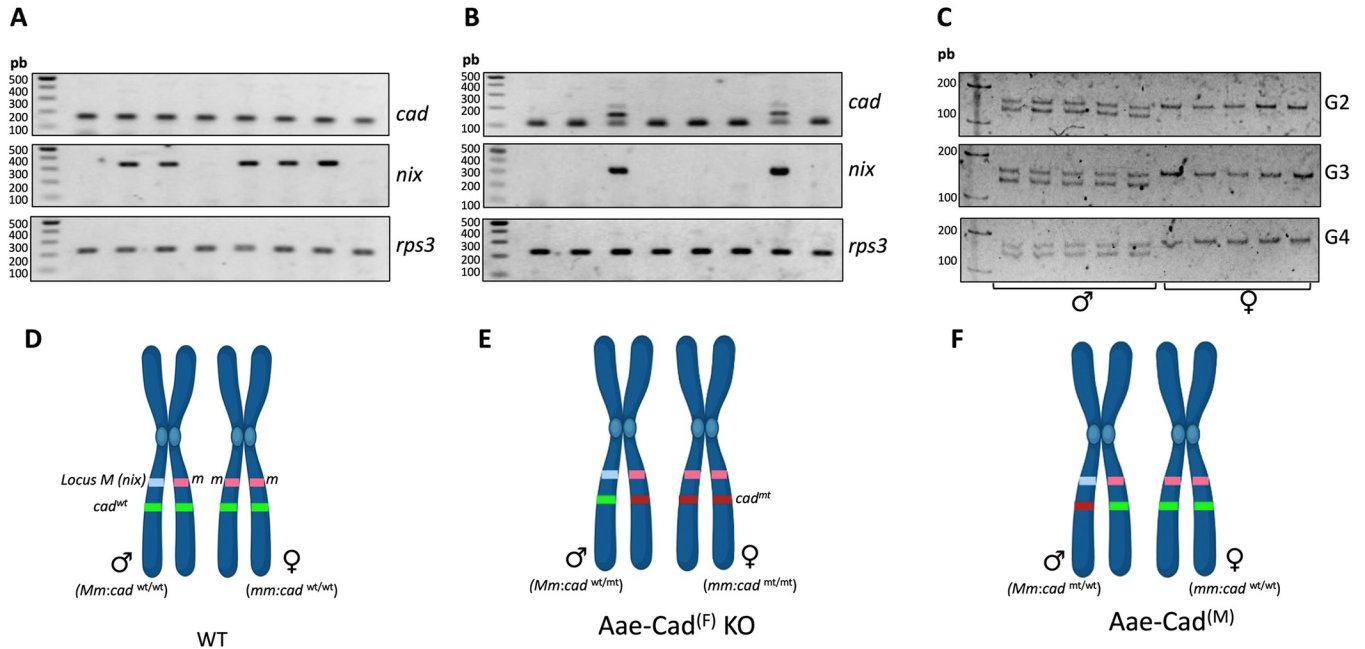 A
pb
500
400
300
200
100
cad
500
400
300
200
100
nix
500
400
300
200
100
rps3
B
pb
500
400
300
200
100
cad
500
400
300
200
100
nix
500
400
300
200
100
rps3
C
pb
200
100
G2
200
100
G3
200
100
G4
♂ ♀
D
Locus M (nix) m m m
cad^wt
♂ ♀
(Mm:cad ^wt/wt) (mm:cad ^wt/wt)
WT
E
cad^mt
♂ ♀
(Mm:cad ^wt/mt) (mm:cad ^mt/mt)
Aae-Cad^(F) KO
F
♂ ♀
(Mm:cad ^mt/wt) (mm:cad ^wt/wt)
Aae-Cad^(M)